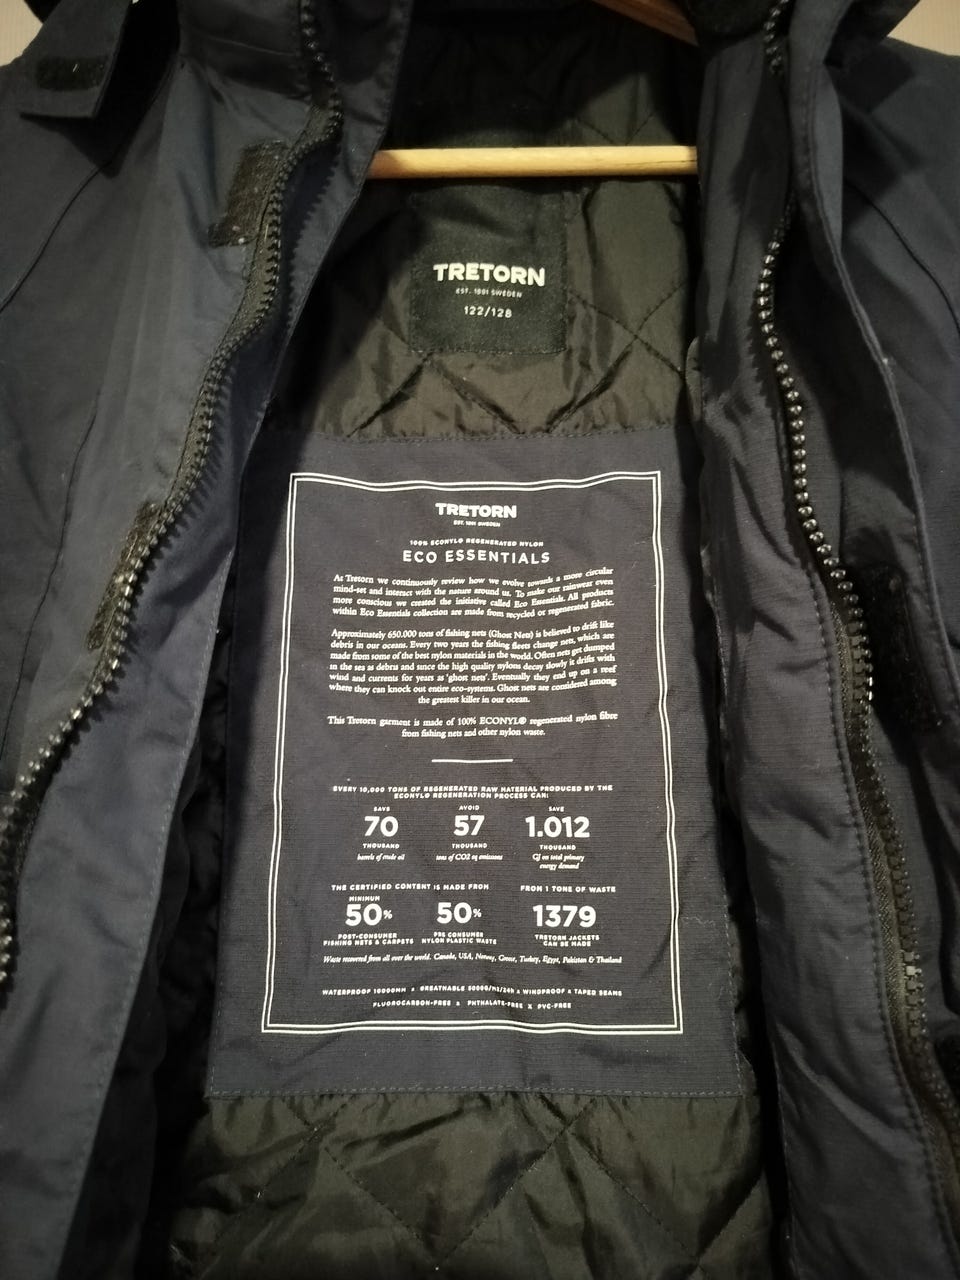 TRETORN
EST. 1891 SWEDEN
122/128
TRETORN
EST. 1891 SWEDEN
100% ECONYL® REGENERATED NYLON
ECO ESSENTIALS
At Tretorn we continuously review how we evolve towards a more circular
mind-set and interact with the nature around us. To make our rainwear even
more conscious we created the initiative called Eco Essentials. All products
within Eco Essentials collection are made from recycled or regenerated fabric.
Approximately 650.000 tons of fishing nets (Ghost Nets) is believed to drift like
debris in our oceans. Every two years the fishing fleets change nets, which are
made from some of the best nylon materials in the world. Often nets get dumped
in the sea as debris and since the high quality nylons decay slowly it drifts with
wind and currents for years as 'ghost nets'. Eventually they end up on a reef
where they can knock out entire eco-systems. Ghost nets are considered among
the greatest killer in our ocean.
This Tretorn garment is made of 100% ECONYL® regenerated nylon fibre
from fishing nets and other nylon waste.
EVERY 10,000 TONS OF REGENERATED RAW MATERIAL PRODUCED BY THE
ECONYL® REGENERATION PROCESS CAN:
SAVE AVOID SAVE
70 57 1.012
THOUSAND THOUSAND THOUSAND
barrels of crude oil tons of CO2 eq emissions GJ on total primary
energy demand
THE CERTIFIED CONTENT IS MADE FROM FROM 1 TONE OF WASTE
MINIMUM
50% 50% 1379
POST-CONSUMER PRE CONSUMER TRETORN JACKETS
FISHING NETS & CARPETS NYLON PLASTIC WASTE CAN BE MADE
Waste recovered from all over the world. Canada, USA, Norway, Greece, Turkey, Egypt, Pakistan & Thailand
WATERPROOF 10000MM x BREATHABLE 5000G/M2/24h x WINDPROOF x TAPED SEAMS
FLUOROCARBON-FREE x PHTHALATE-FREE x PVC-FREE